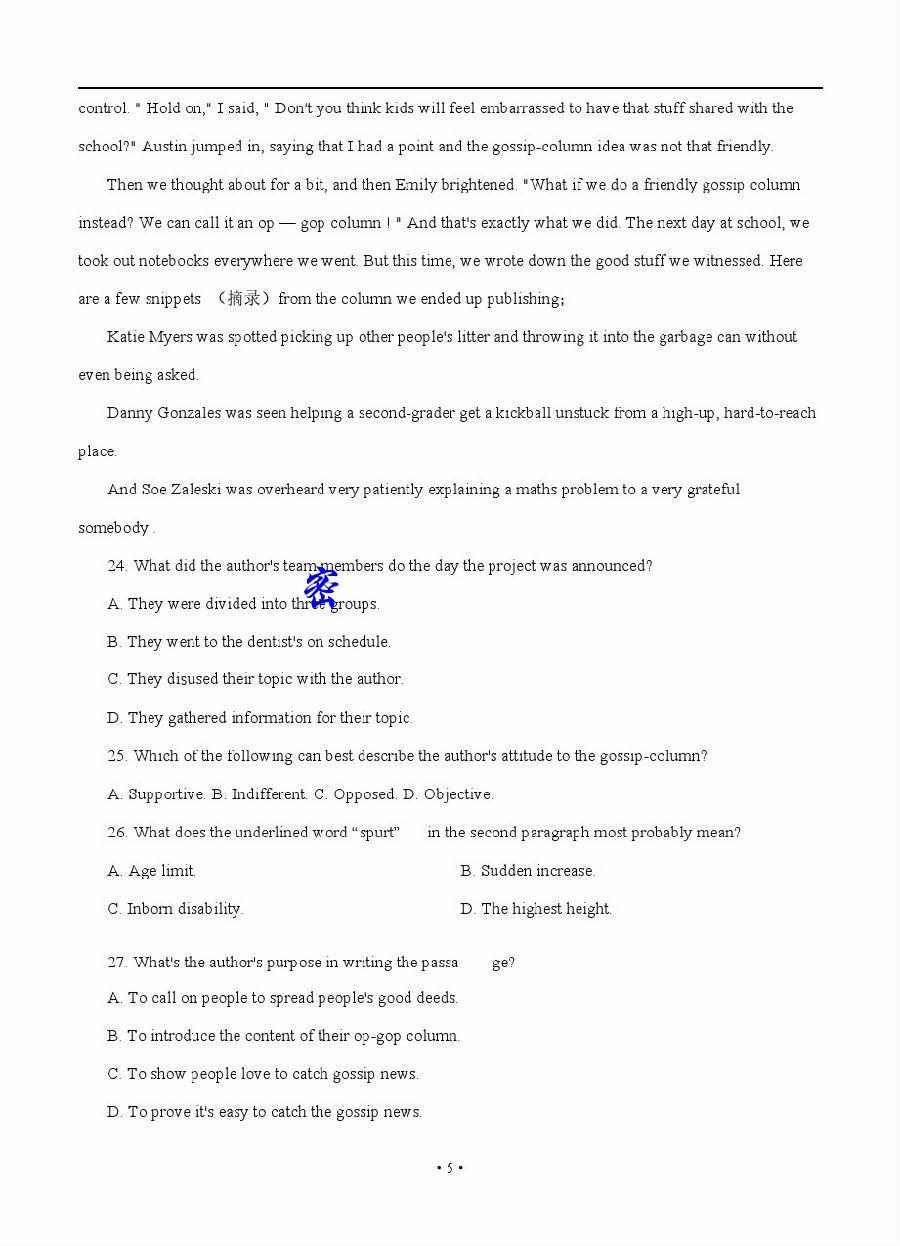 control. " Hold on," I said, " Don't you think kids will feel embarrassed to have that stuff shared with the
school?" Austin jumped in, saying that I had a point and the gossip-column idea was not that friendly.
Then we thought about for a bit, and then Emily brightened. "What if we do a friendly gossip column
instead? We can call it an op — gop column ! " And that's exactly what we did. The next day at school, we
took out notebocks everywhere we went. But this time, we wrote down the good stuff we witnessed. Here
are a few snippets （摘录）from the column we ended up publishing;
Katie Myers was spotted picking up other people's litter and throwing it into the garbage can without
even being asked.
Danny Gonzales was seen helping a second-grader get a kickball unstuck from a high-up, hard-to-reach
place.
And Soe Zaleski was overheard very patiently explaining a maths problem to a very grateful
somebody .
24. What did the author's team members do the day the project was announced?
密
A. They were divided into three groups.
B. They went to the dentist's on schedule.
C. They disused their topic with the author.
D. They gathered information for their topic.
25. Which of the following can best describe the author's attitude to the gossip-column?
A. Supportive. B. Indifferent. C. Opposed. D. Objective.
26. What does the underlined word “spurt” in the second paragraph most probably mean?
A. Age limit. B. Sudden increase.
C. Inborn disability. D. The highest height.
27. What's the author's purpose in writing the passa ge?
A. To call on people to spread people's good deeds.
B. To introduce the content of their op-gop column.
C. To show people love to catch gossip news.
D. To prove it's easy to catch the gossip news.
• 5 •